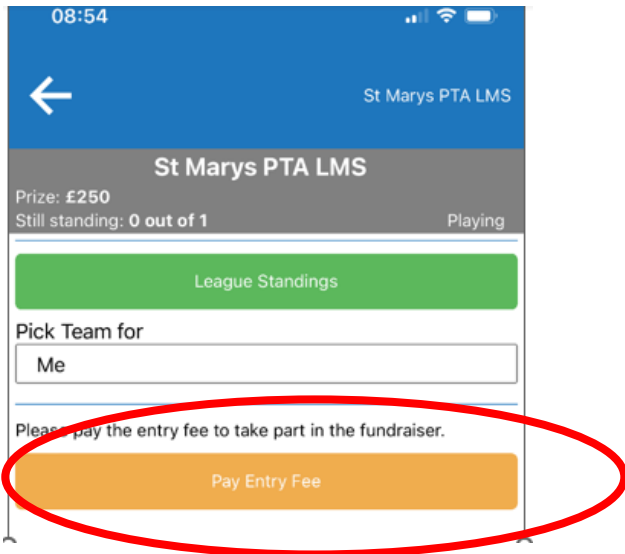 08:54
St Marys PTA LMS
St Marys PTA LMS
Prize: £250
Still standing: 0 out of 1 Playing
League Standings
Pick Team for
Me
Please pay the entry fee to take part in the fundraiser.
Pay Entry Fee